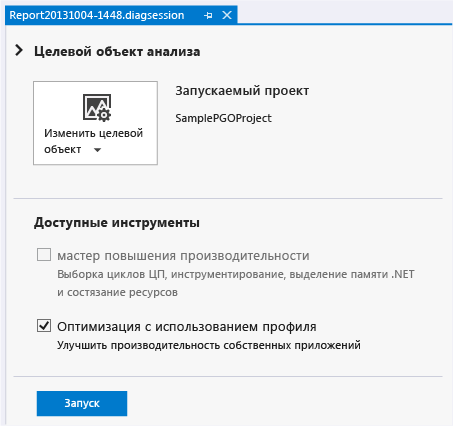 Report20131004-1448.diagsession
Целевой объект анализа
Изменить целевой
объект
Запускаемый проект
SamplePGOProject
Доступные инструменты
мастер повышения производительности
Выборка циклов ЦП, инструментирование, выделение памяти .NET
и состязание ресурсов
Оптимизация с использованием профиля
Улучшить производительность собственных приложений
Запуск